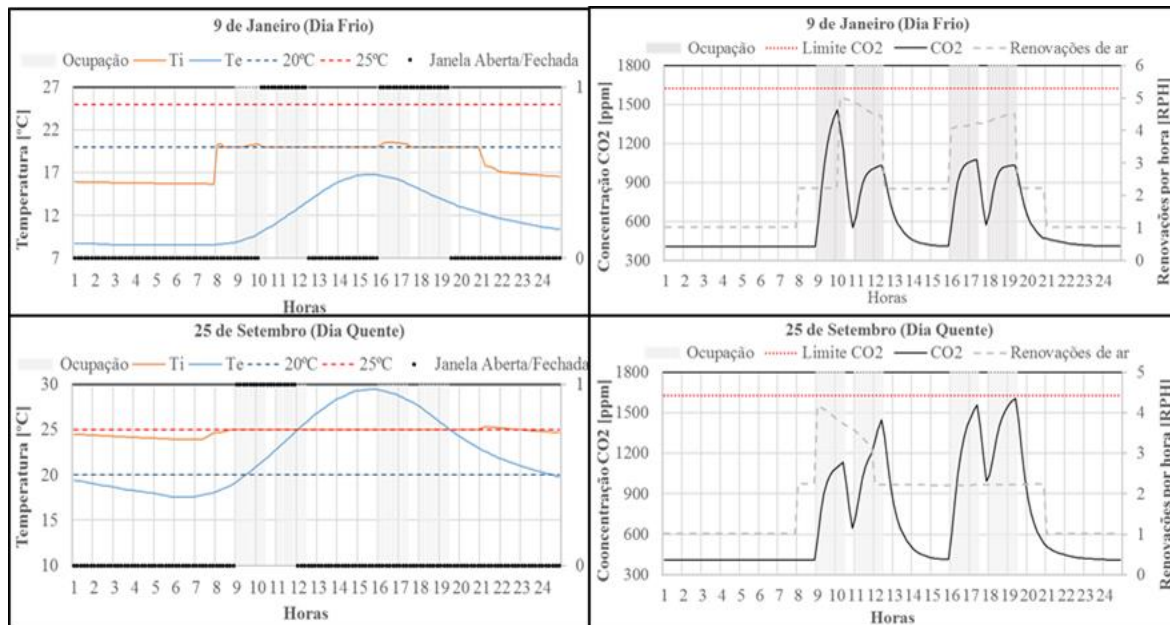 9 de Janeiro (Dia Frio)
Ocupação Ti Te 20ºC 25ºC Janela Aberta/Fechada
Temperatura [ºC]
27
22
17
12
7
1
0
1 2 3 4 5 6 7 8 9 10 11 12 13 14 15 16 17 18 19 20 21 22 23 24
Horas
9 de Janeiro (Dia Frio)
Ocupação Limite CO2 CO2 Renovações de ar
Concentração CO2 [ppm]
1800
1500
1200
900
600
300
6
5
4
3
2
1
0
Renovações por hora [RPH]
1 2 3 4 5 6 7 8 9 10 11 12 13 14 15 16 17 18 19 20 21 22 23 24
Horas
25 de Setembro (Dia Quente)
Ocupação Ti Te 20ºC 25ºC Janela Aberta/Fechada
Temperatura [ºC]
30
25
20
15
10
1
0
1 2 3 4 5 6 7 8 9 10 11 12 13 14 15 16 17 18 19 20 21 22 23 24
Horas
25 de Setembro (Dia Quente)
Ocupação Limite CO2 CO2 Renovações de ar
Cooncentração CO2 [ppm]
1800
1500
1200
900
600
300
5
4
3
2
1
0
Renovações por hora [RPH]
1 2 3 4 5 6 7 8 9 10 11 12 13 14 15 16 17 18 19 20 21 22 23 24
Horas